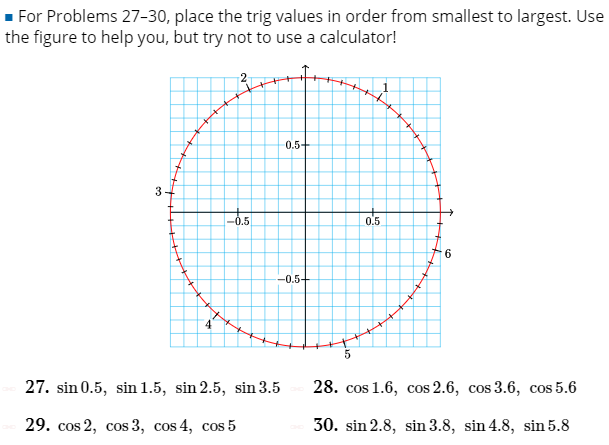 ▪ For Problems 27–30, place the trig values in order from smallest to largest. Use
the figure to help you, but try not to use a calculator!
2
1
0.5
3
−0.5
0.5
6
−0.5
4
5
27. sin 0.5, sin 1.5, sin 2.5, sin 3.5
28. cos 1.6, cos 2.6, cos 3.6, cos 5.6
29. cos 2, cos 3, cos 4, cos 5
30. sin 2.8, sin 3.8, sin 4.8, sin 5.8